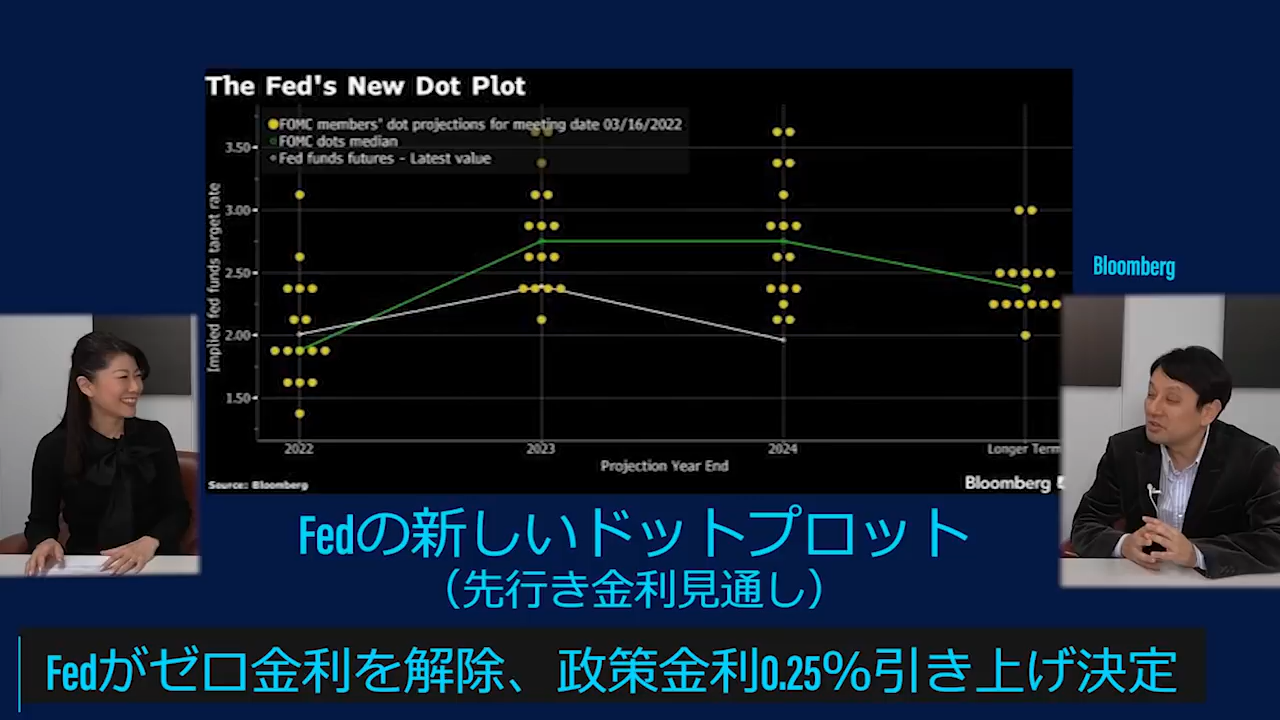 The Fed's New Dot Plot
FOMC members' dot projections for meeting date 03/16/2022
FOMC dots median
Fed funds futures - Latest value
3.50
3.00
2.50
2.00
1.50
Implied fed funds target rate
2022
2023
2024
Longer Term
Projection Year End
Source: Bloomberg
Bloomberg
Bloomberg
Fedの新しいドットプロット
（先行き金利見通し）
Fedがゼロ金利を解除、政策金利0.25%引き上げ決定